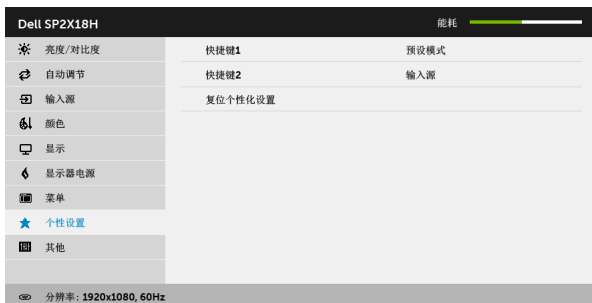 Dell SP2X18H
能耗
亮度/对比度
快捷键1 预设模式
自动调节
快捷键2 输入源
输入源
复位个性化设置
颜色
显示
显示器电源
菜单
个性设置
其他
分辨率: 1920x1080, 60Hz